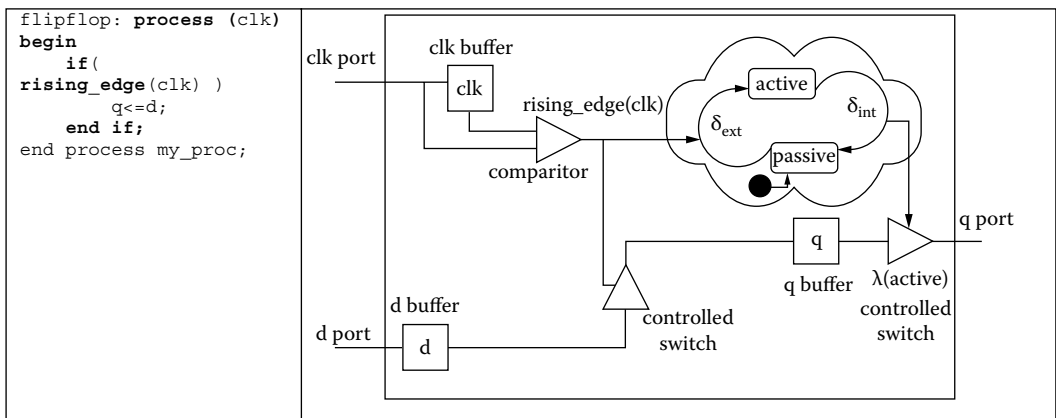 flipflop: process (clk)
begin
if(
rising_edge(clk) )
q<=d;
end if;
end process my_proc;
clk port
clk buffer
clk
rising_edge(clk)
comparitor
active
δext
δint
passive
q port
q
q buffer
λ(active)
controlled
switch
controlled
switch
d buffer
d port
d